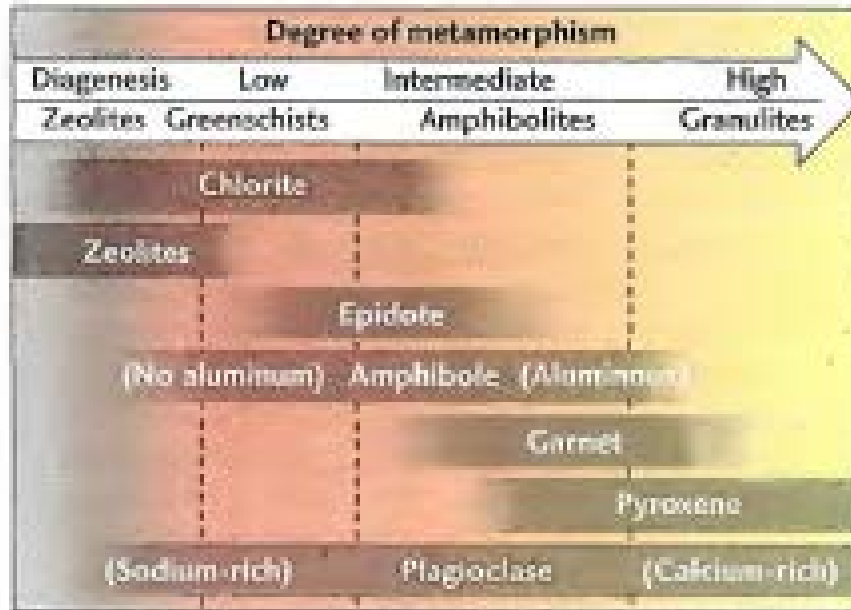 Degree of metamorphism
Diagenesis Low Intermediate High
Zeolites Greenschists Amphibolites Granulites
Chlorite
Zeolites
Epidote
(No aluminum) Amphibole (Aluminous)
Garnet
Pyroxene
(Sodium-rich) Plagioclase (Calcium-rich)